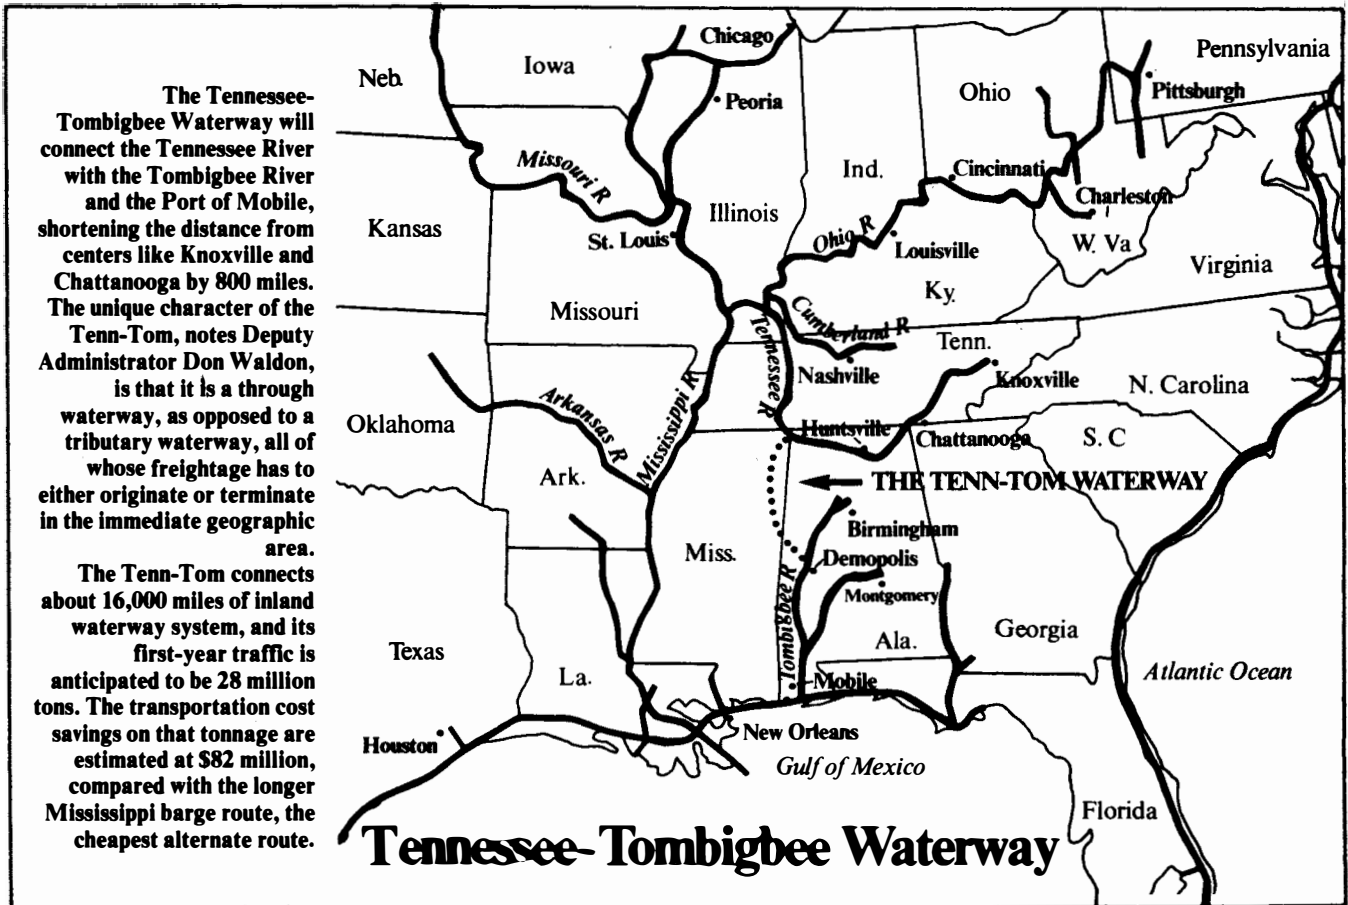 The Tennessee-
Tombigbee Waterway will
connect the Tennessee River
with the Tombigbee River
and the Port of Mobile,
shortening the distance from
centers like Knoxville and
Chattanooga by 800 miles.
The unique character of the
Tenn-Tom, notes Deputy
Administrator Don Waldon,
is that it is a through
waterway, as opposed to a
tributary waterway, all of
whose freightage has to
either originate or terminate
in the immediate geographic
area.
The Tenn-Tom connects
about 16,000 miles of inland
waterway system, and its
first-year traffic is
anticipated to be 28 million
tons. The transportation cost
savings on that tonnage are
estimated at $82 million,
compared with the longer
Mississippi barge route, the
cheapest alternate route.
Chicago
Pennsylvania
Neb.
Iowa
Ohio
Pittsburgh
Peoria
Missouri R
Ind.
Cincinnati
Charleston
Kansas
Illinois
St. Louis
Ohio R
Louisville
W. Va
Virginia
Ky.
Missouri
Cumberland R
Tennessee R
Tenn.
Nashville
Knoxville
N. Carolina
Arkansas R
Mississippi R
Oklahoma
Huntsville
Chattanooga
S. C
Ark.
THE TENN-TOM WATERWAY
Birmingham
Miss.
Demopolis
Tombigbee R
Montgomery
Texas
Ala.
Georgia
La.
Mobile
Atlantic Ocean
Houston
New Orleans
Gulf of Mexico
Florida
Tennessee-Tombigbee Waterway